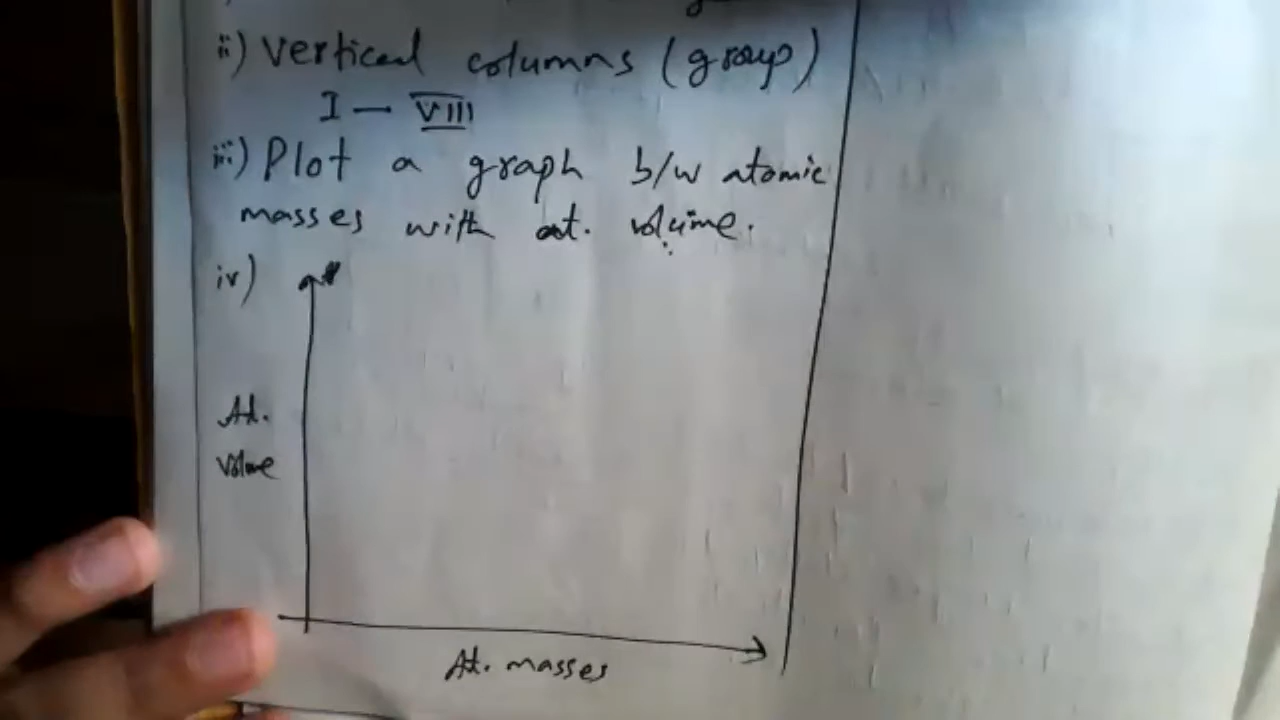 ii) Vertical columns (group)
I — VIII
iii) Plot a graph b/w atomic
masses with at. volume.
iv)
At.
Volume
At. masses